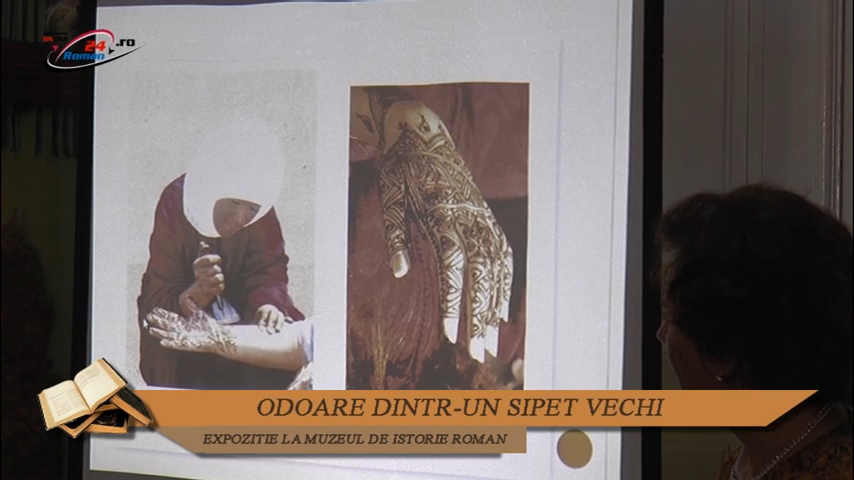 Roman 24 .ro
ODOARE DINTR-UN SIPET VECHI
EXPOZITIE LA MUZEUL DE ISTORIE ROMAN